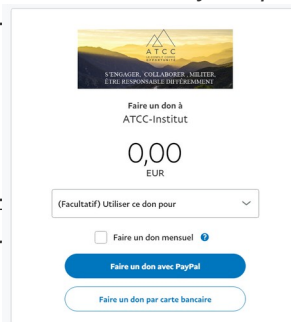 ATCC
S'ENGAGER, COLLABORER, MILITER,
ÊTRE RESPONSABLE DIFFÉREMMENT
Faire un don à
ATCC-Institut
0,00
EUR
(Facultatif) Utiliser ce don pour
Faire un don mensuel ?
Faire un don avec PayPal
Faire un don par carte bancaire